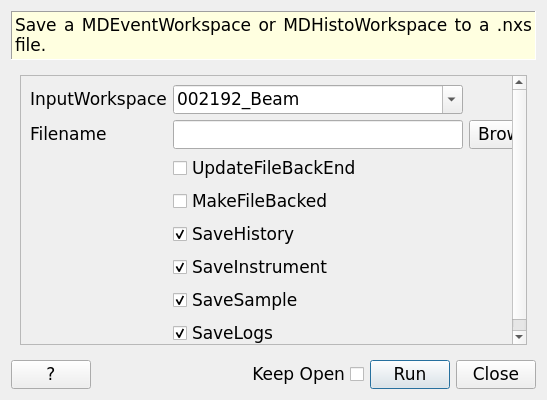 Save a MDEventWorkspace or MDHistoWorkspace to a .nxs
file.
InputWorkspace 002192_Beam
Filename
UpdateFileBackEnd
MakeFileBacked
SaveHistory
SaveInstrument
SaveSample
SaveLogs
? Keep Open Run Close